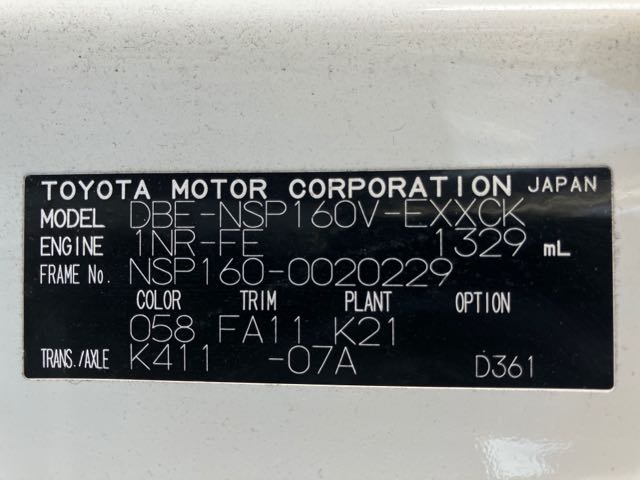 TOYOTA MOTOR CORPORATION JAPAN
MODEL DBE-NSP160V-EXXCK
ENGINE 1NR-FE 1329 mL
FRAME No. NSP160-0020229
COLOR TRIM PLANT OPTION
058 FA11 K21
TRANS./AXLE K411 -07A D361